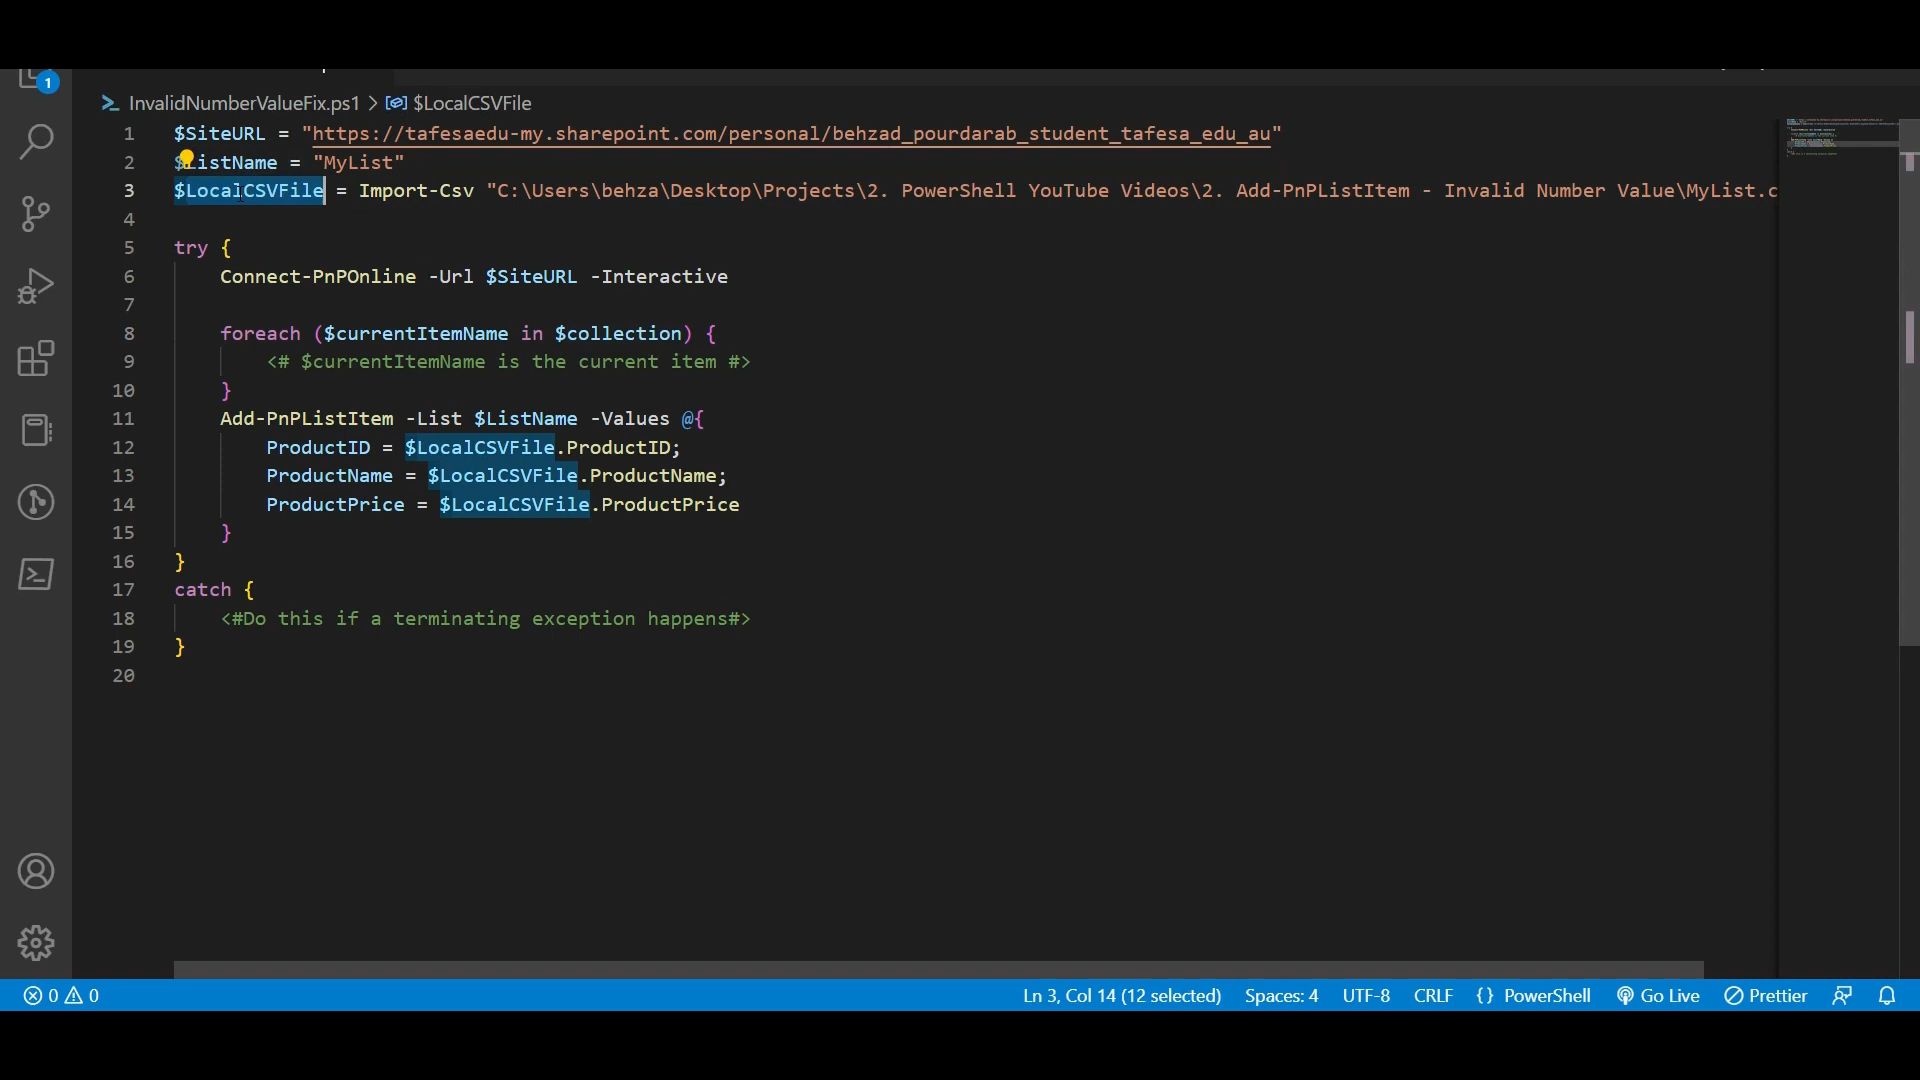 1
InvalidNumberValueFix.ps1 > $LocalCSVFile
1 $SiteURL = "https://tafesaedu-my.sharepoint.com/personal/behzad_pourdarab_student_tafesa_edu_au"
2 $ListName = "MyList"
3 $LocalCSVFile = Import-Csv "C:\Users\behza\Desktop\Projects\2. PowerShell YouTube Videos\2. Add-PnPListItem - Invalid Number Value\MyList.c
4
5 try {
6 Connect-PnPOnline -Url $SiteURL -Interactive
7
8 foreach ($currentItemName in $collection) {
9 <# $currentItemName is the current item #>
10 }
11 Add-PnPListItem -List $ListName -Values @{
12 ProductID = $LocalCSVFile.ProductID;
13 ProductName = $LocalCSVFile.ProductName;
14 ProductPrice = $LocalCSVFile.ProductPrice
15 }
16 }
17 catch {
18 <#Do this if a terminating exception happens#>
19 }
20
0 0 Ln 3, Col 14 (12 selected) Spaces: 4 UTF-8 CRLF {} PowerShell Go Live Prettier